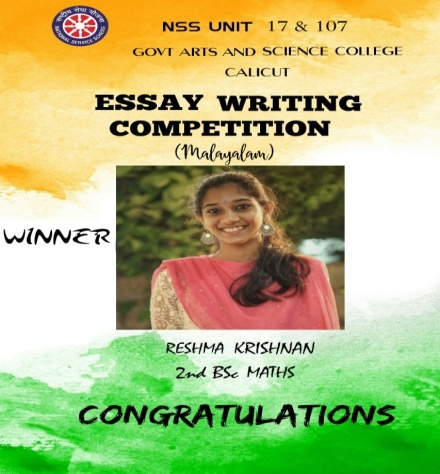 NSS UNIT 17 & 107
GOVT ARTS AND SCIENCE COLLEGE
CALICUT
ESSAY WRITING
COMPETITION
(Malayalam)
WINNER
RESHMA KRISHNAN
2nd BSc MATHS
CONGRATULATIONS